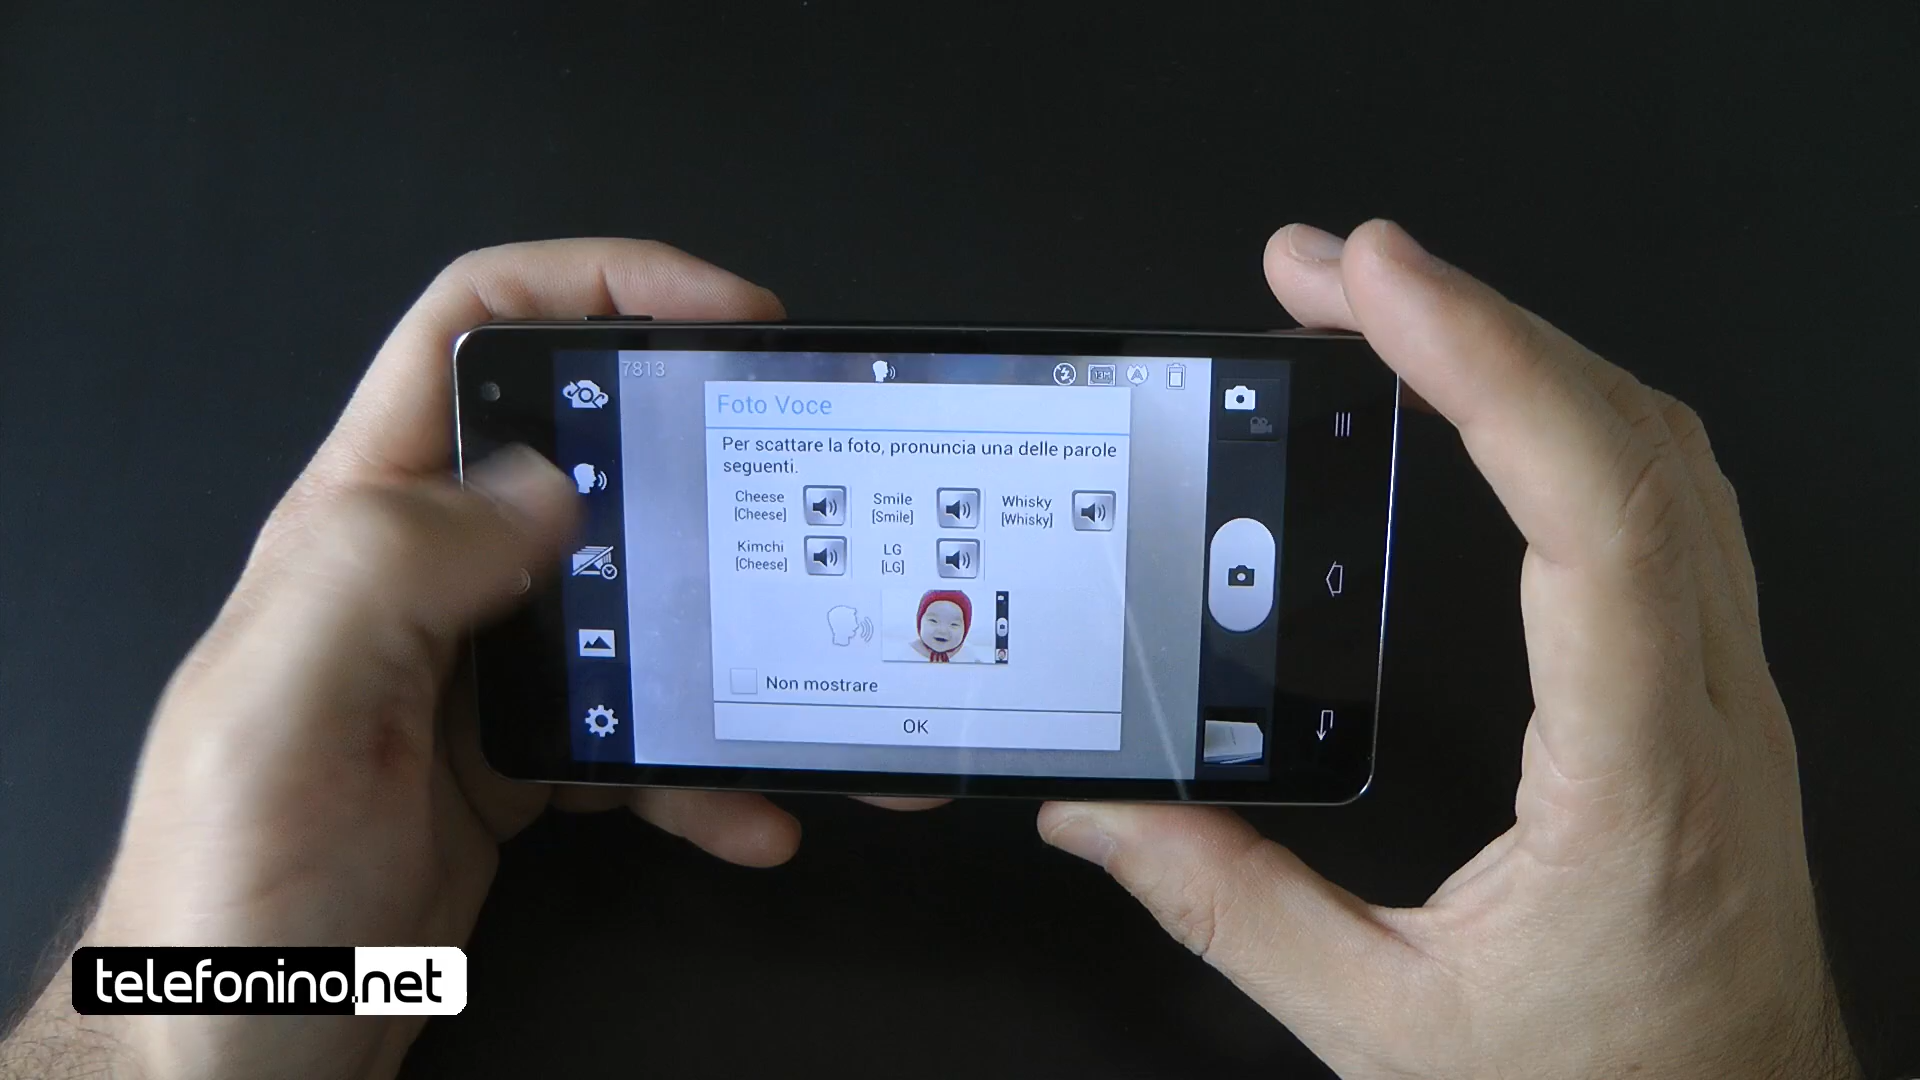 7813
13M
Foto Voce
Per scattare la foto, pronuncia una delle parole
seguenti.
Cheese
[Cheese]
Smile
[Smile]
Whisky
[Whisky]
Kimchi
[Cheese]
LG
[LG]
Non mostrare
OK
telefonino.net